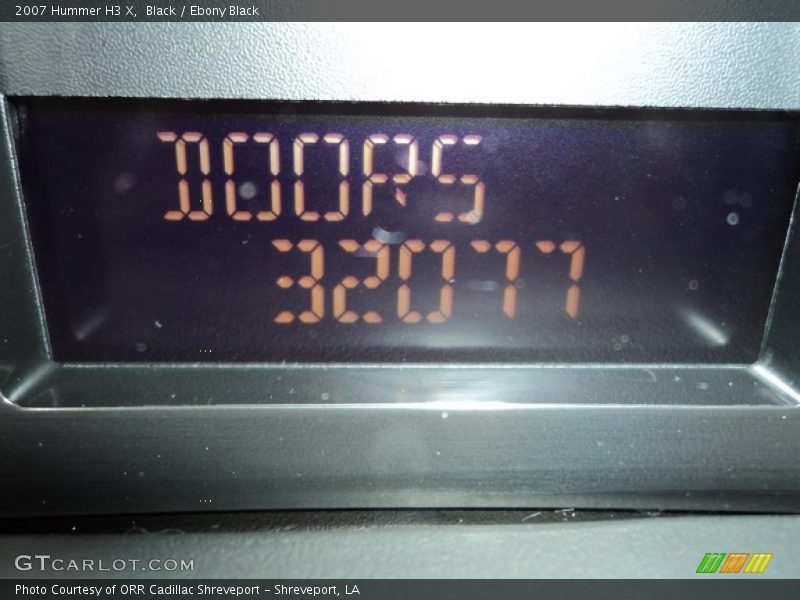 2007 Hummer H3 X,  Black / Ebony Black
DOORS
32077
GTCARLOT.COM
Photo Courtesy of ORR Cadillac Shreveport - Shreveport, LA